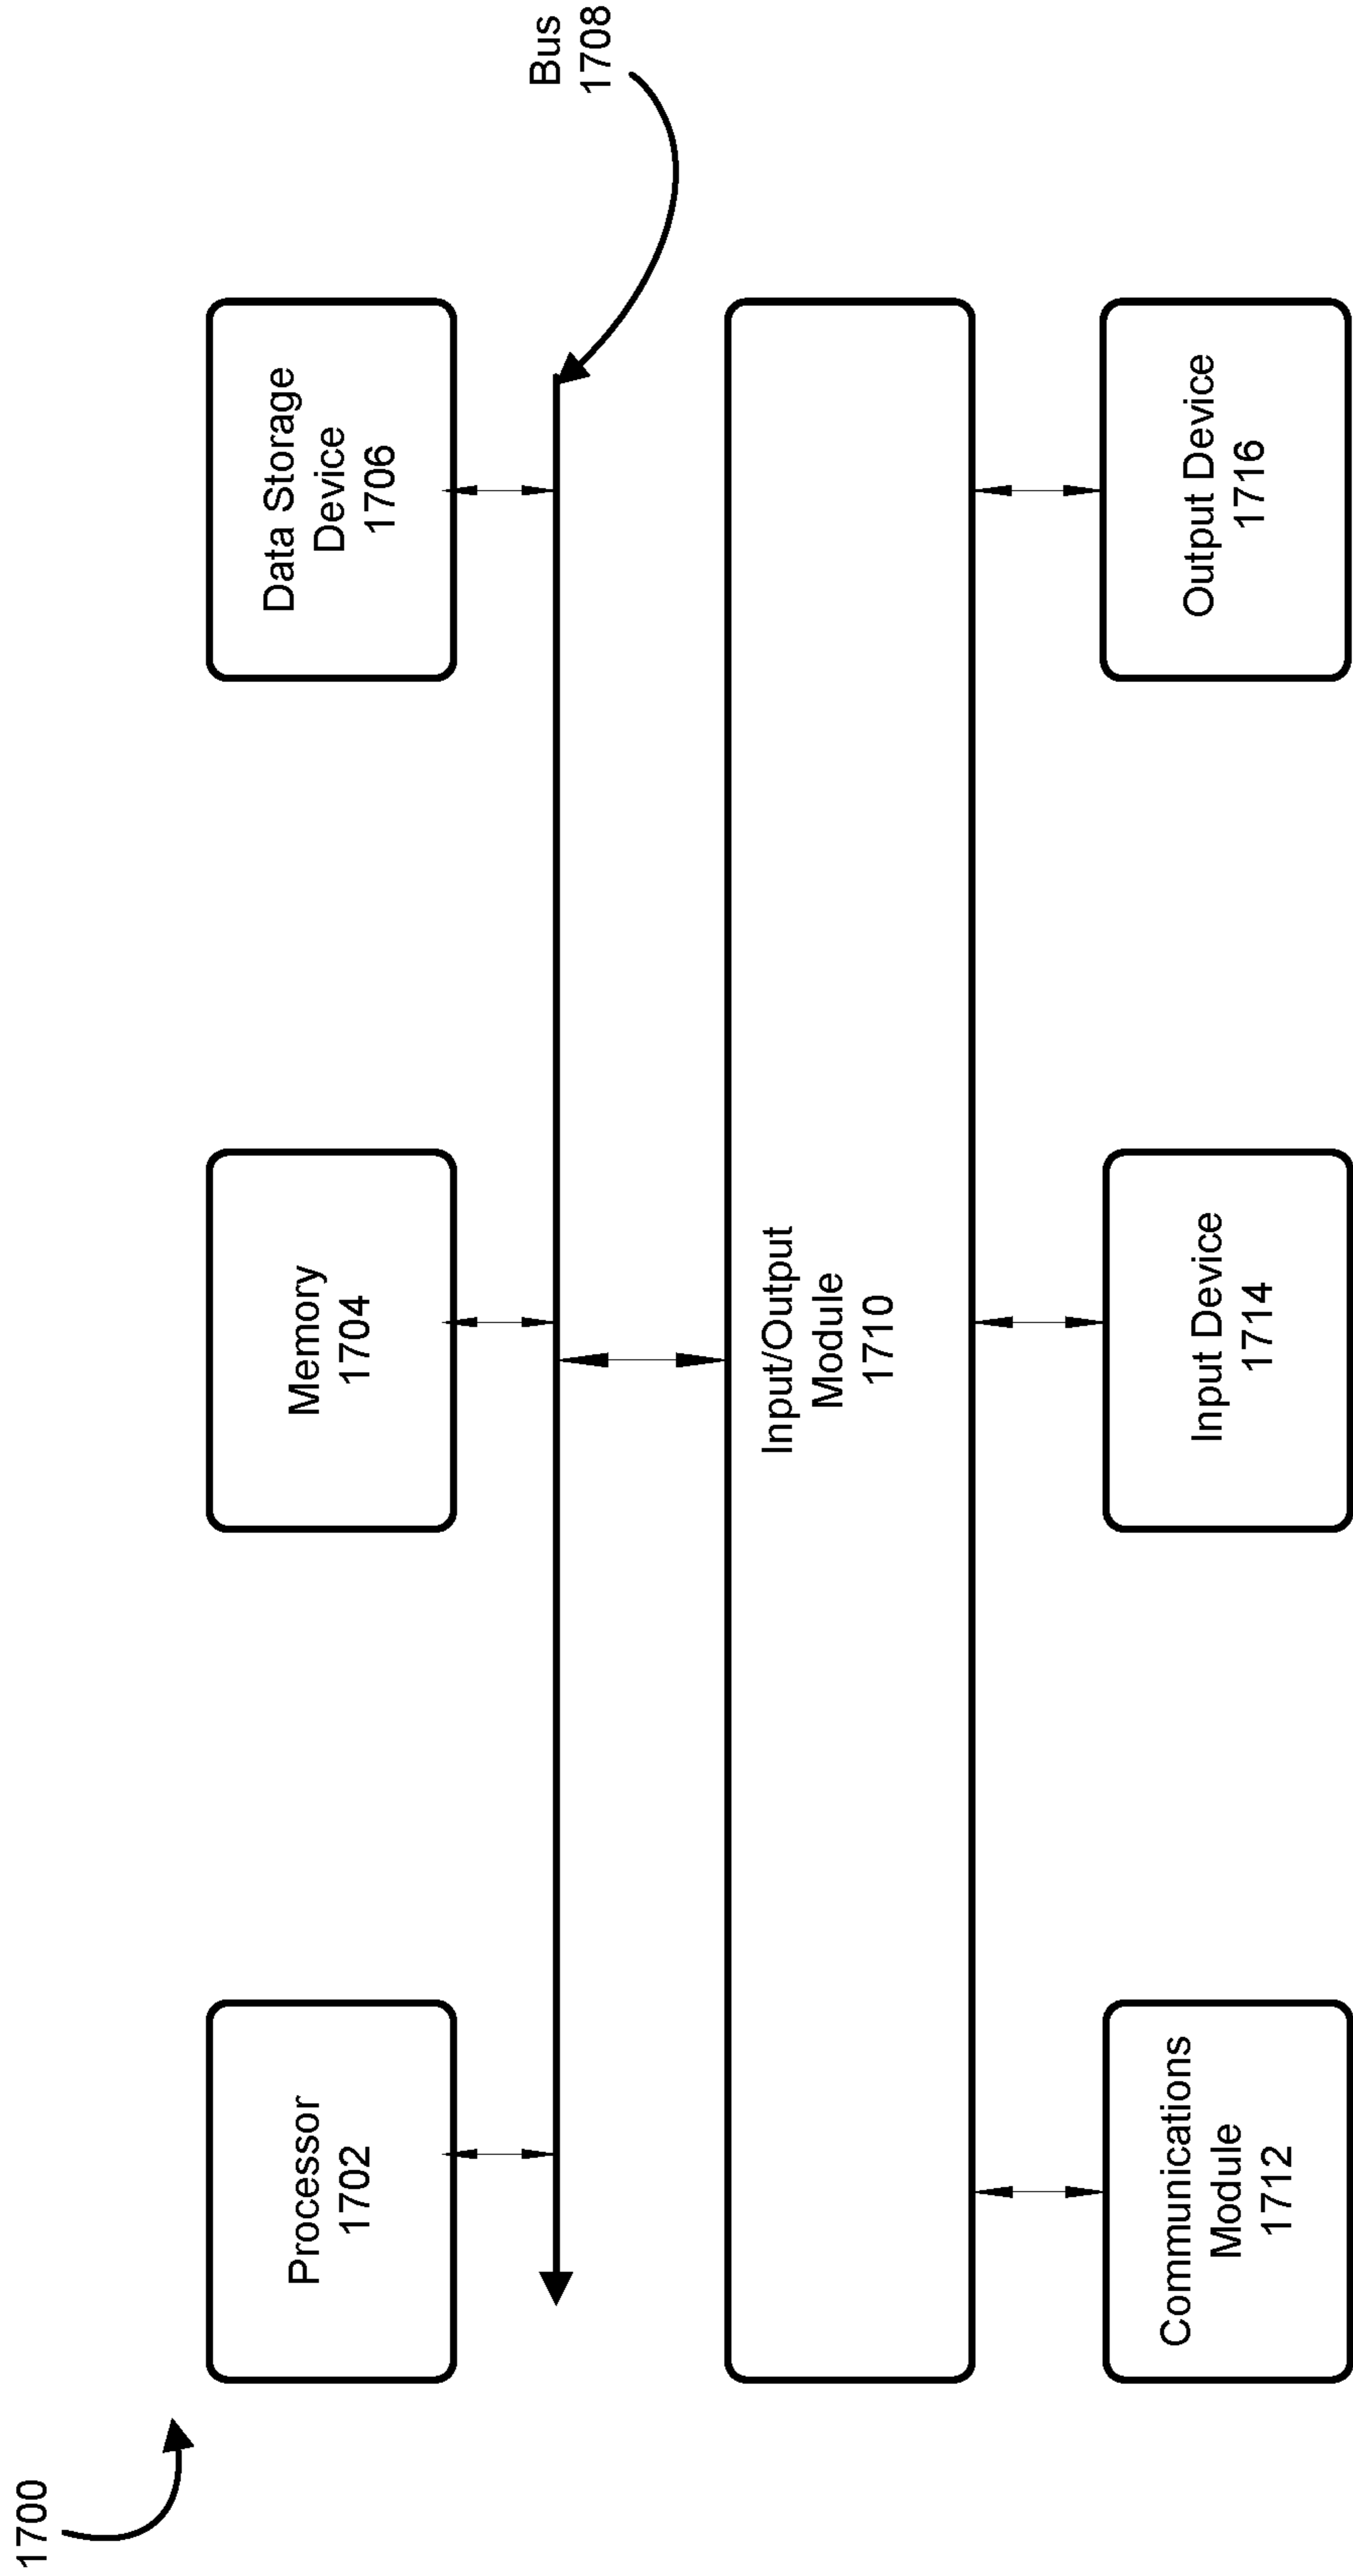 1700
Processor
1702
Memory
1704
Data Storage
Device
1706
Bus
1708
Input/Output
Module
1710
Communications
Module
1712
Input Device
1714
Output Device
1716